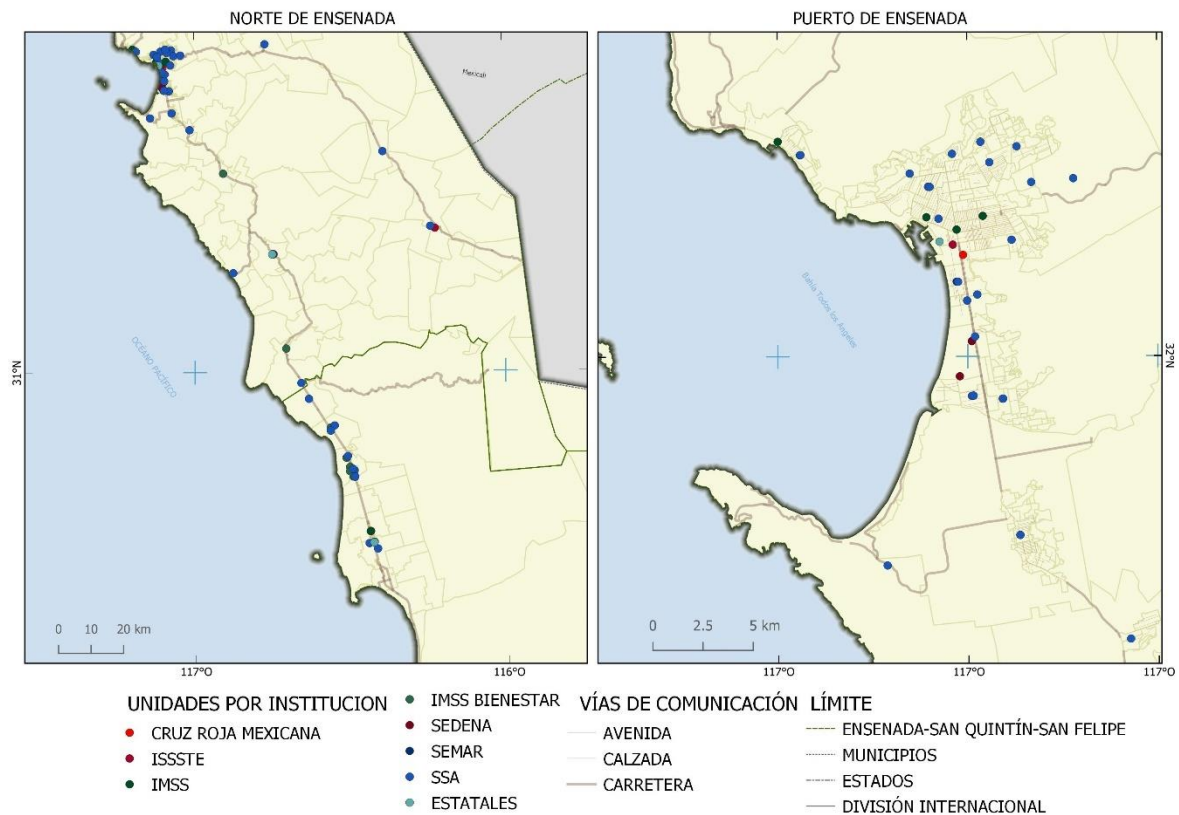 NORTE DE ENSENADA
PUERTO DE ENSENADA
Mexicali
OCÉANO PACÍFICO
Bahía Todos los Ángeles
31°N
32°N
0 10 20 km
0 2.5 5 km
117°O
116°O
117°O
117°O
117°O
UNIDADES POR INSTITUCION
CRUZ ROJA MEXICANA
ISSSTE
IMSS
IMSS BIENESTAR
SEDENA
SEMAR
SSA
ESTATALES
VÍAS DE COMUNICACIÓN
AVENIDA
CALZADA
CARRETERA
LÍMITE
ENSENADA-SAN QUINTÍN-SAN FELIPE
MUNICIPIOS
ESTADOS
DIVISIÓN INTERNACIONAL